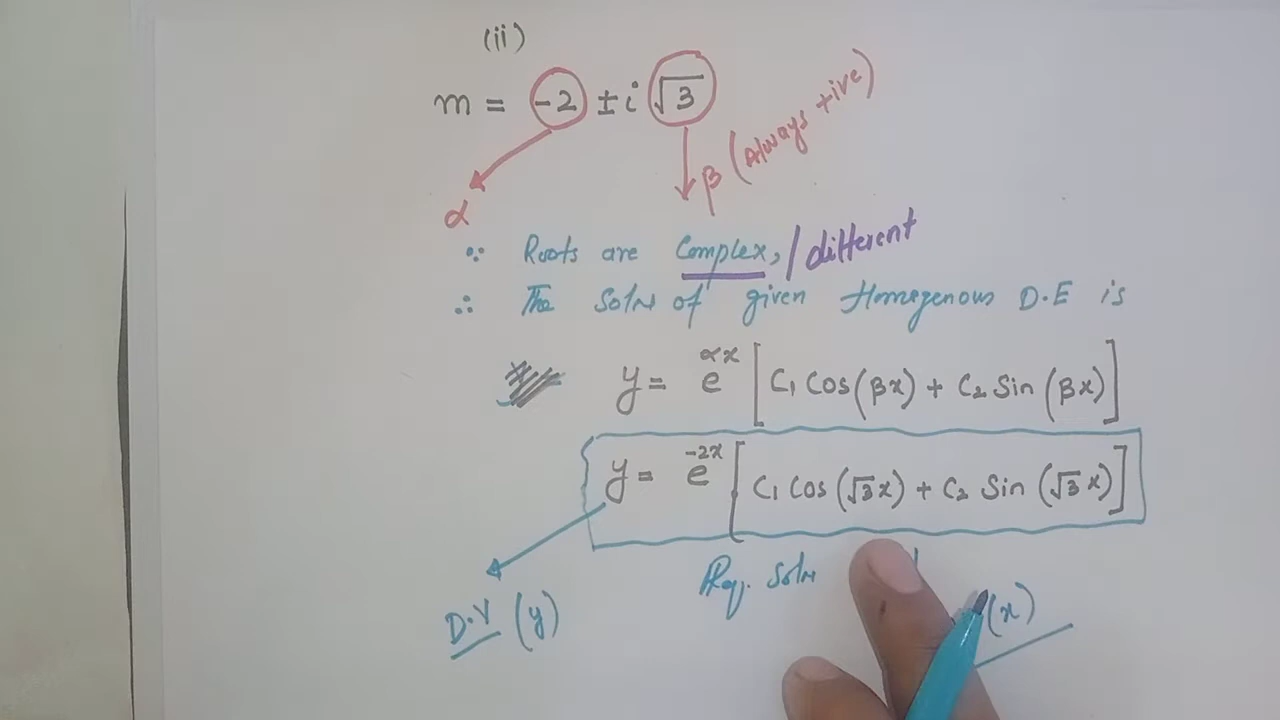 (ii)
m = -2 ± i √3
β (Always +ive)
α
∵ Roots are Complex, / different
∴ The Soln of given Homogenous D.E is
y = e^{αx} [C₁ Cos(βx) + C₂ Sin(βx)]
y = e^{-2x} [C₁ Cos(√3x) + C₂ Sin(√3x)]
Req. Soln
D.V (y)
(x)